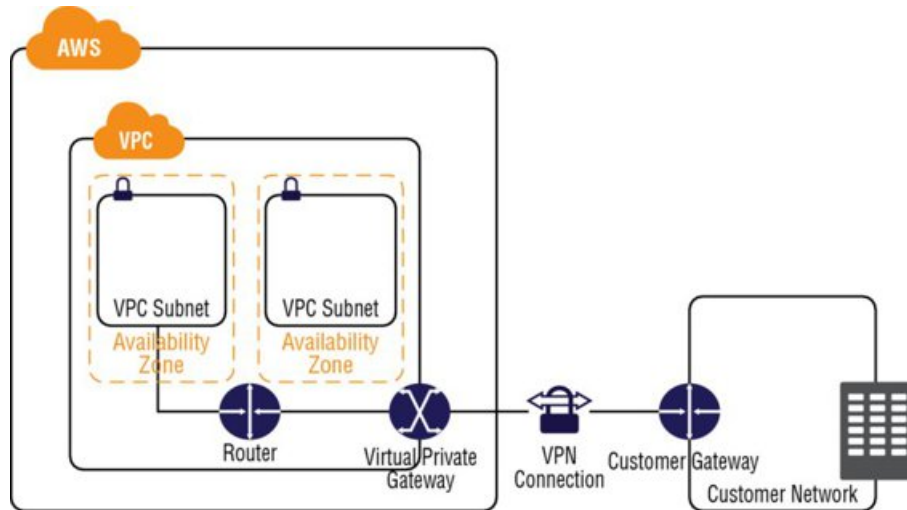 AWS
VPC
VPC Subnet
VPC Subnet
Availability
Zone
Availability
Zone
Router
Virtual Private
Gateway
VPN
Connection
Customer Gateway
Customer Network